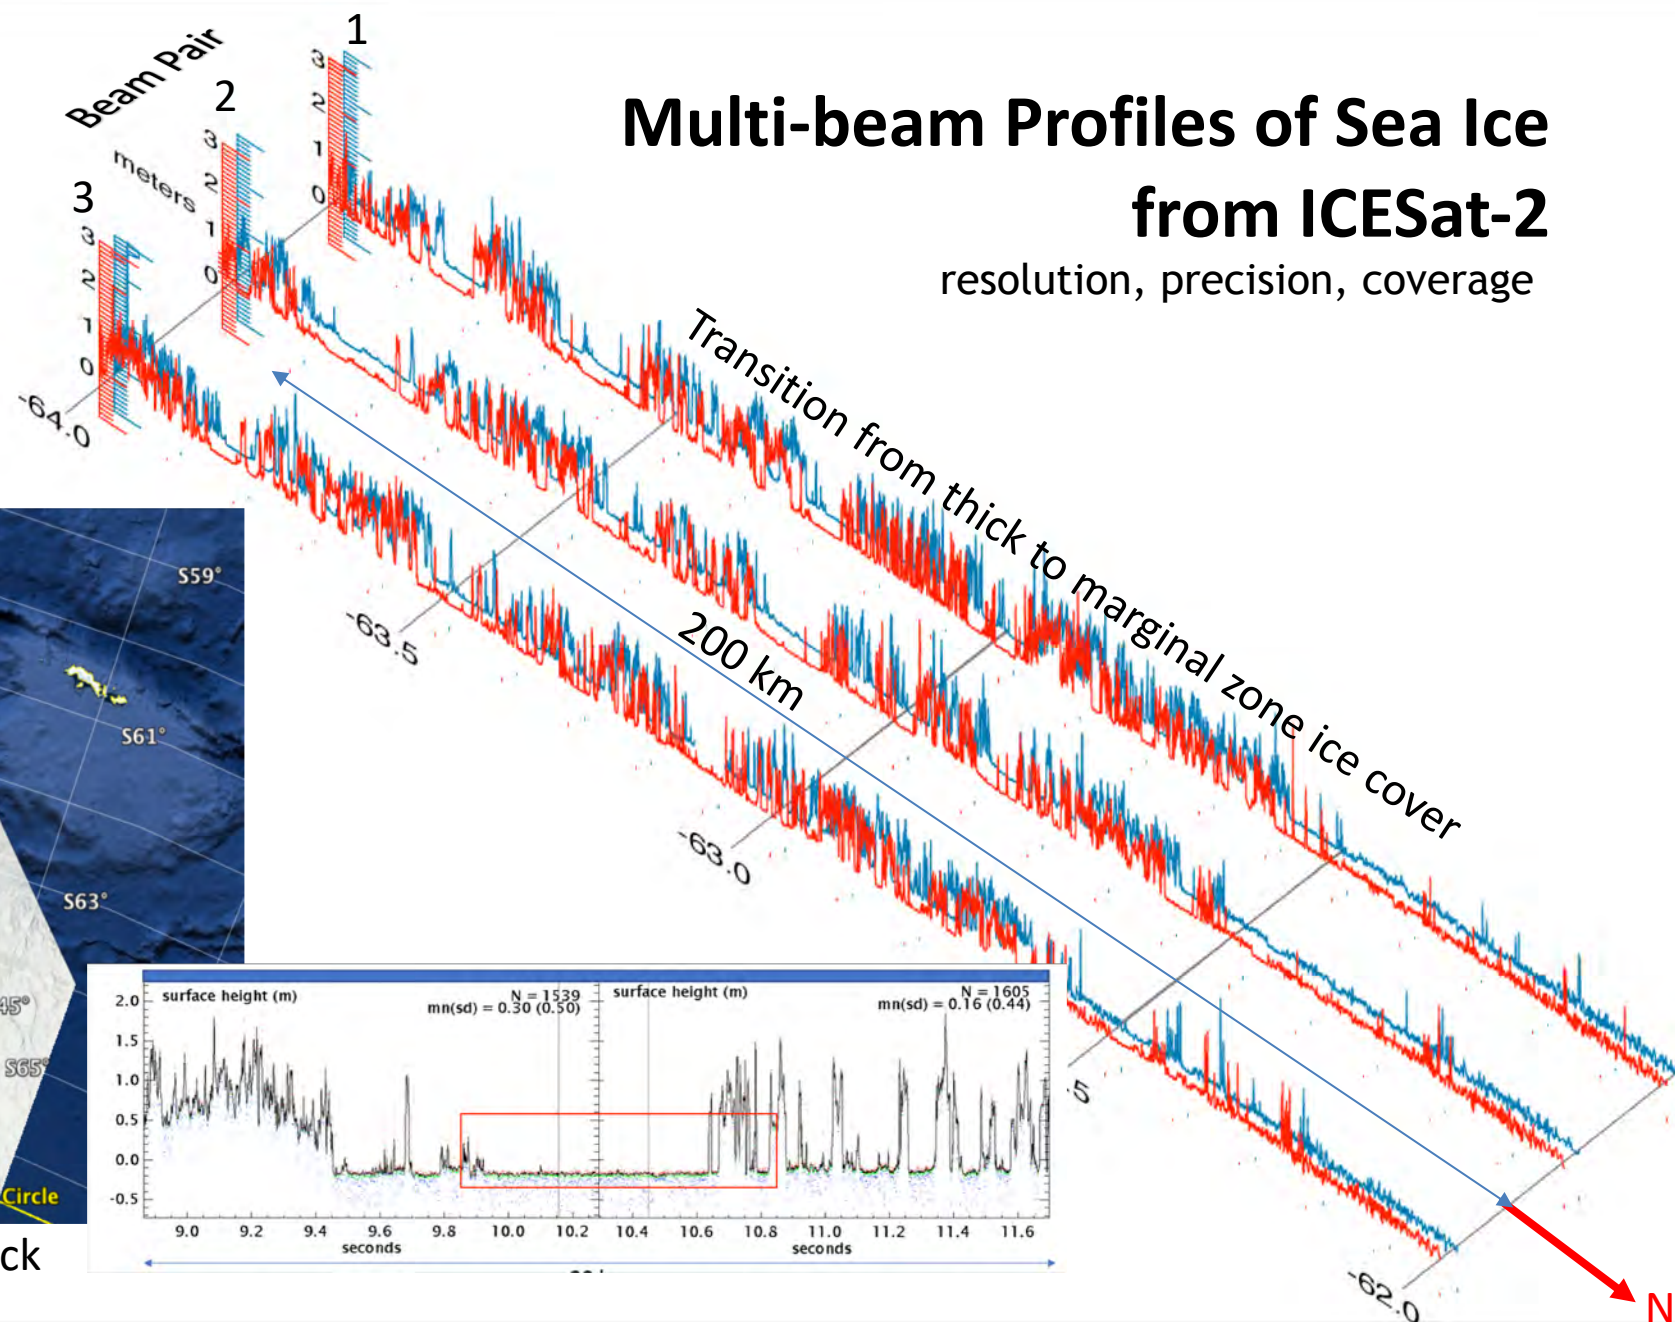 Multi-beam Profiles of Sea Ice
from ICESat-2
resolution, precision, coverage
Beam Pair
1
2
3
meters
3
2
1
0
3
2
1
0
3
2
1
0
-64.0
-63.5
-63.0
.5
-62.0
Transition from thick to marginal zone ice cover
200 km
N
S59°
S61°
S63°
45°
S65°
Circle
ck
surface height (m)
N = 1539
mn(sd) = 0.30 (0.50)
surface height (m)
N = 1605
mn(sd) = 0.16 (0.44)
2.0
1.5
1.0
0.5
0.0
-0.5
9.0 9.2 9.4 9.6 9.8 10.0 10.2 10.4 10.6 10.8 11.0 11.2 11.4 11.6
seconds seconds